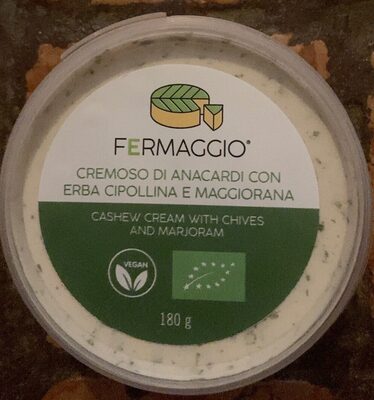 FERMAGGIO®
CREMOSO DI ANACARDI CON
ERBA CIPOLLINA E MAGGIORANA
CASHEW CREAM WITH CHIVES
AND MARJORAM
VEGAN
180 g